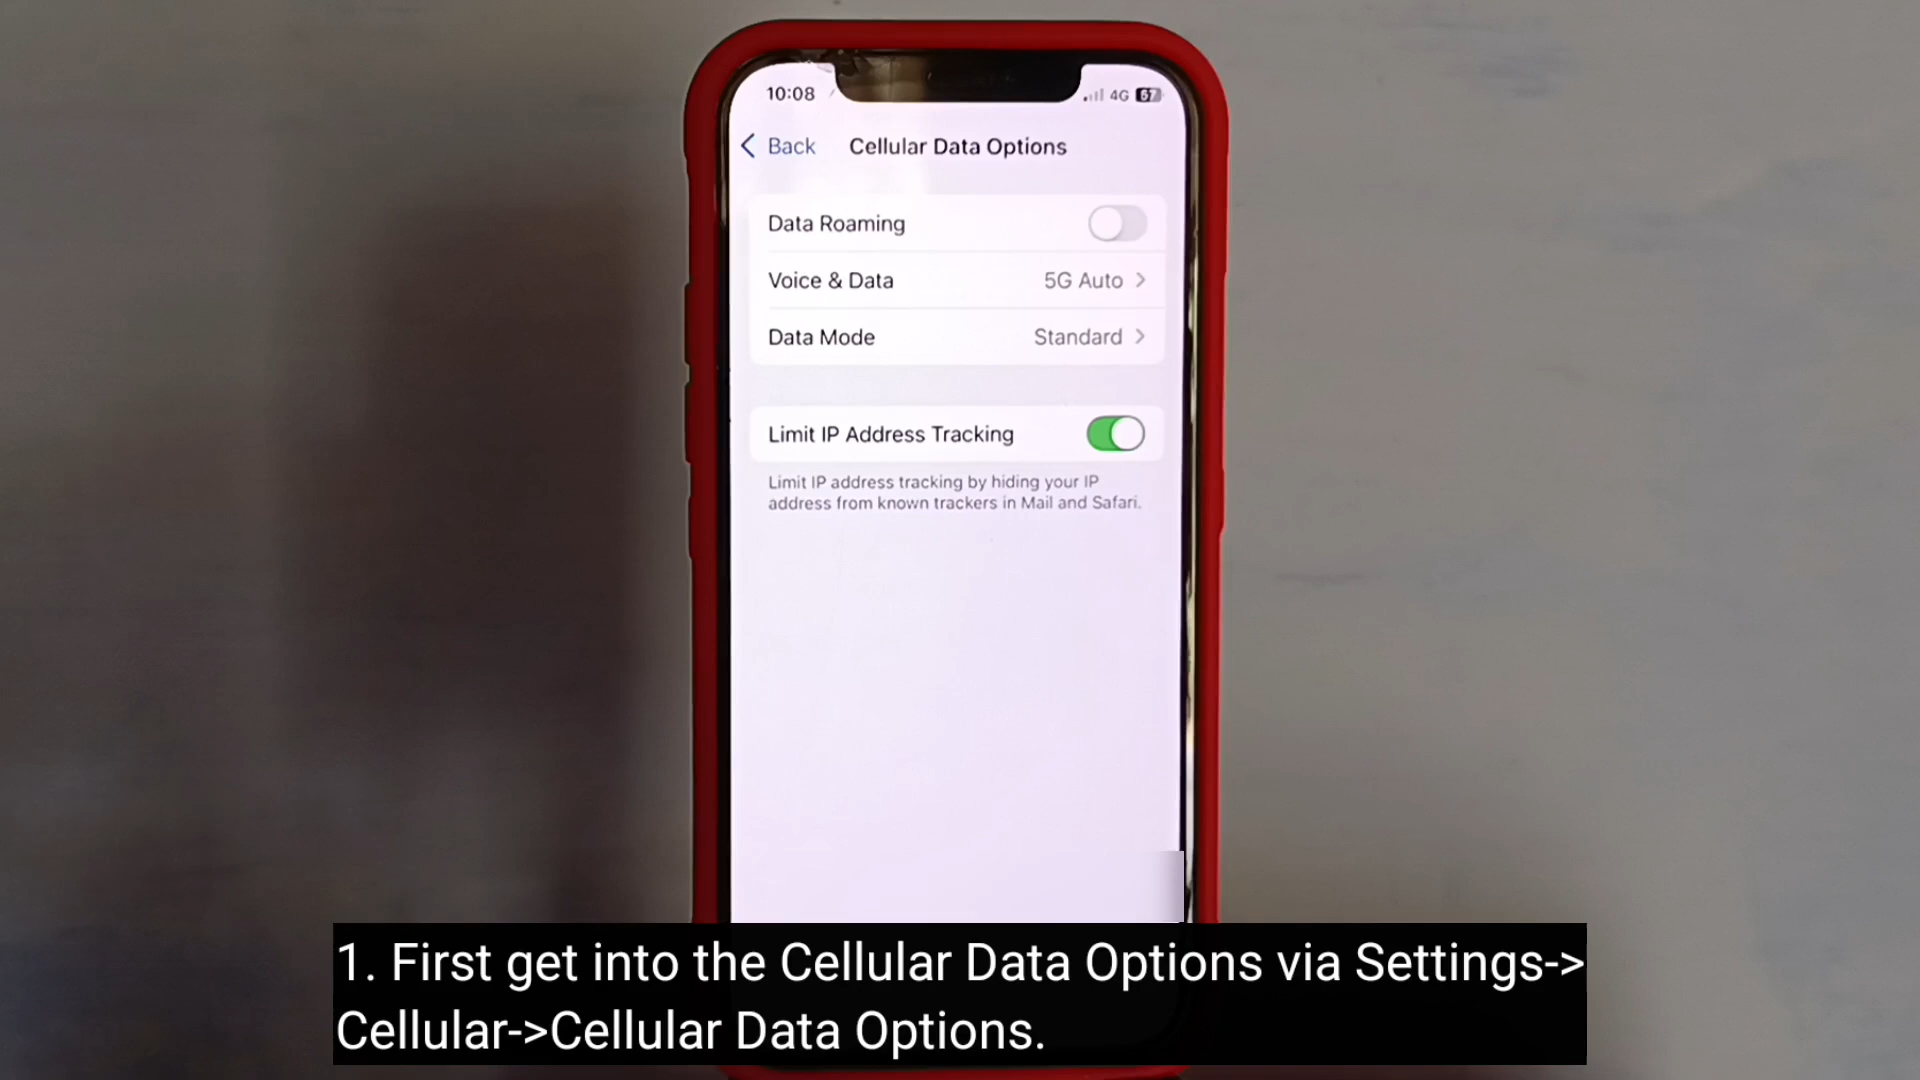 10:08
4G 67
Back Cellular Data Options
Data Roaming
Voice & Data 5G Auto
Data Mode Standard
Limit IP Address Tracking
Limit IP address tracking by hiding your IP
address from known trackers in Mail and Safari.
1. First get into the Cellular Data Options via Settings->
Cellular->Cellular Data Options.